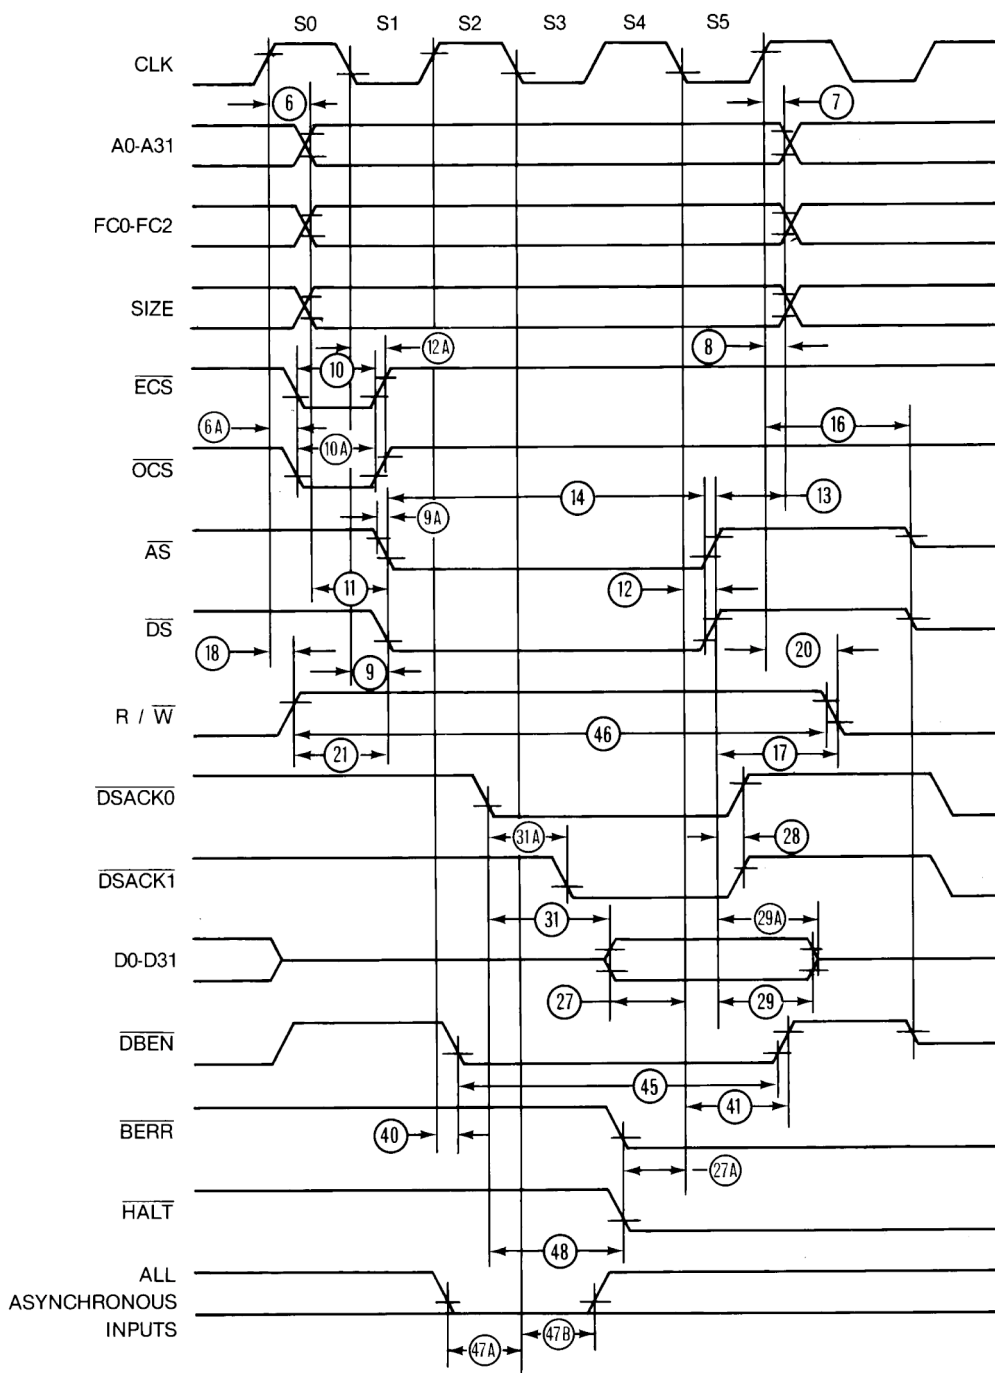 S0 S1 S2 S3 S4 S5
CLK
6 7
A0-A31
FC0-FC2
SIZE
12A 8
10
ECS
6A 16
10A
OCS
14 13
9A
AS
11 12
DS
18 9 20
R / W
46
21 17
DSACK0
31A 28
DSACK1
31 29A
D0-D31
27 29
DBEN
45
40 41
BERR
27A
HALT
48
ALL
ASYNCHRONOUS
INPUTS
47A 47B